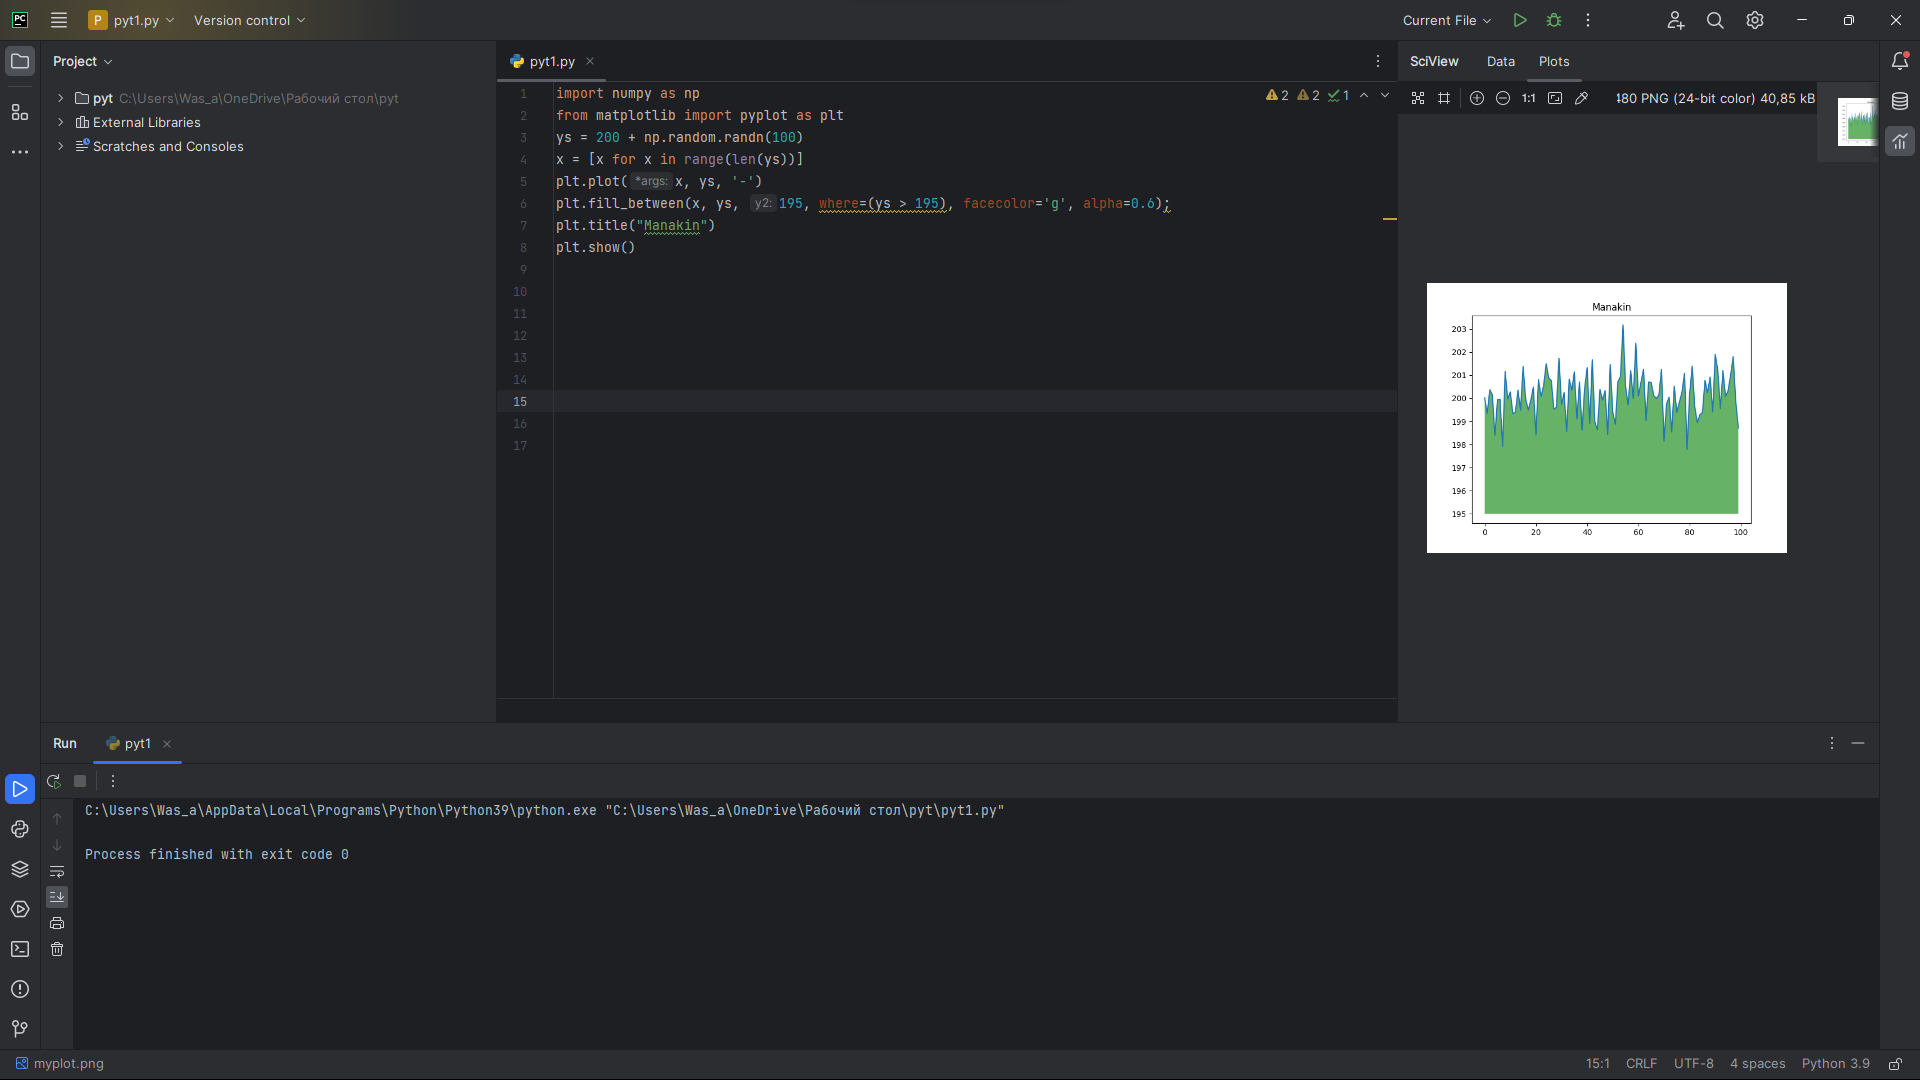 PC
P pyt1.py Version control Current File
Project
pyt C:\Users\Was_a\OneDrive\Рабочий стол\pyt
External Libraries
Scratches and Consoles
pyt1.py
2 2 1
1 import numpy as np
2 from matplotlib import pyplot as plt
3 ys = 200 + np.random.randn(100)
4 x = [x for x in range(len(ys))]
5 plt.plot( *args: x, ys, '-')
6 plt.fill_between(x, ys, y2: 195, where=(ys > 195), facecolor='g', alpha=0.6);
7 plt.title("Manakin")
8 plt.show()
9
10
11
12
13
14
15
16
17
SciView Data Plots
1:1 480 PNG (24-bit color) 40,85 kB
Manakin
203
202
201
200
199
198
197
196
195
0 20 40 60 80 100
Run pyt1
C:\Users\Was_a\AppData\Local\Programs\Python\Python39\python.exe "C:\Users\Was_a\OneDrive\Рабочий стол\pyt\pyt1.py"
Process finished with exit code 0
myplot.png 15:1 CRLF UTF-8 4 spaces Python 3.9